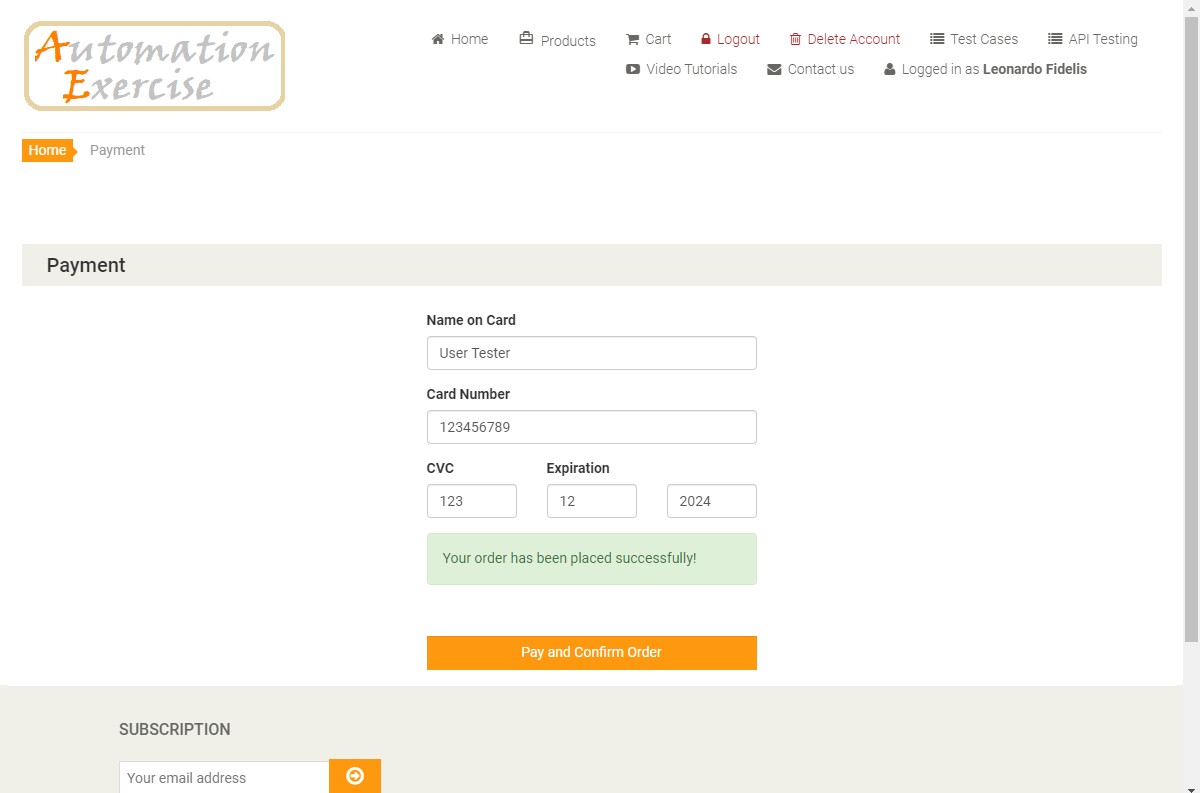 Automation
Exercise
Home Products Cart Logout Delete Account Test Cases API Testing
Video Tutorials Contact us Logged in as Leonardo Fidelis
Home Payment
Payment
Name on Card
User Tester
Card Number
123456789
CVC Expiration
123 12 2024
Your order has been placed successfully!
Pay and Confirm Order
SUBSCRIPTION
Your email address